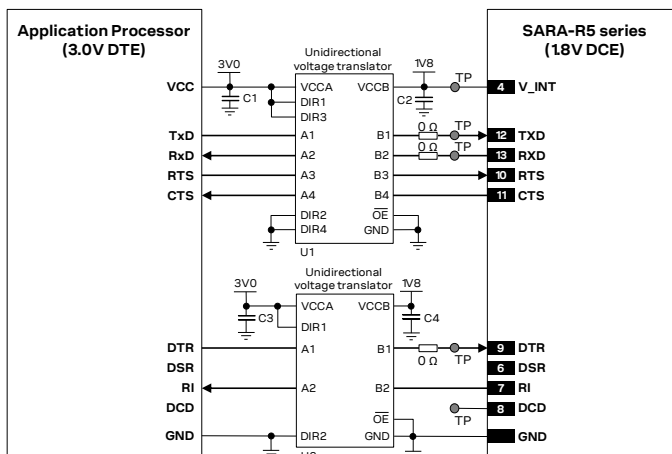 Application Processor
(3.0V DTE)
SARA-R5 series
(1.8V DCE)
Unidirectional
voltage translator
3V0
1V8
TP
VCC
VCCA
VCCB
4
V_INT
C1
DIR1
C2
DIR3
0 Ω
TP
TxD
A1
B1
12
TXD
0 Ω
TP
RxD
A2
B2
13
RXD
RTS
A3
B3
10
RTS
CTS
A4
B4
11
CTS
DIR2
OE
DIR4
GND
U1
Unidirectional
voltage translator
3V0
1V8
VCCA
VCCB
C3
C4
DIR1
DTR
A1
B1
9
DTR
0 Ω
TP
DSR
6
DSR
RI
A2
B2
7
RI
DCD
8
DCD
TP
OE
GND
DIR2
GND
GND